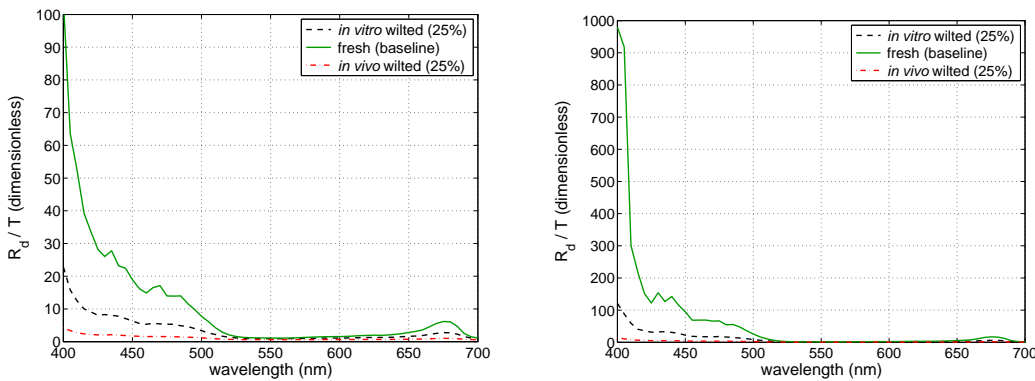 100
90
80
70
60
50
40
30
20
10
0
400 450 500 550 600 650 700
wavelength (nm)
R_d / T (dimensionless)
in vitro wilted (25%)
fresh (baseline)
in vivo wilted (25%)
1000
900
800
700
600
500
400
300
200
100
0
400 450 500 550 600 650 700
wavelength (nm)
R_d / T (dimensionless)
in vitro wilted (25%)
fresh (baseline)
in vivo wilted (25%)